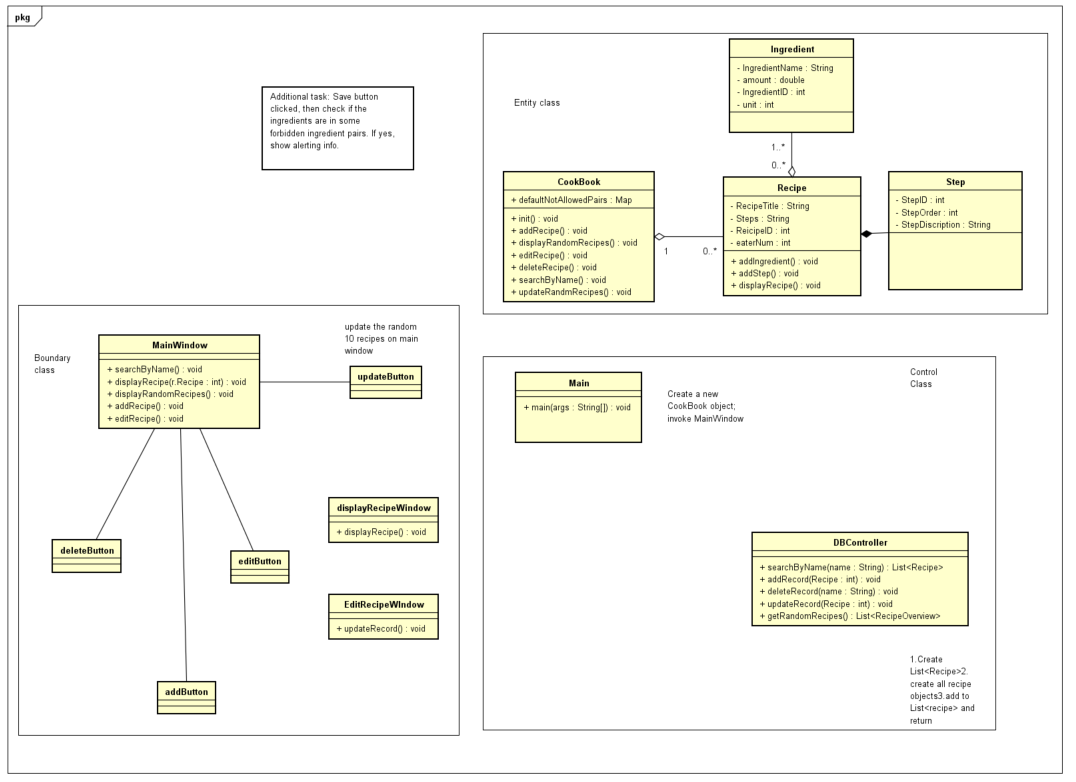 pkg
Additional task: Save button
clicked, then check if the
ingredients are in some
forbidden ingredient pairs. If yes,
show alerting info.
Entity class
Ingredient
- IngredientName : String
- amount : double
- IngredientID : int
- unit : int
1..*
0..*
CookBook
+ defaultNotAllowedPairs : Map
+ init() : void
+ addRecipe() : void
+ displayRandomRecipes() : void
+ editRecipe() : void
+ deleteRecipe() : void
+ searchByName() : void
+ updateRandmRecipes() : void
1
0..*
Recipe
- RecipeTitle : String
- Steps : String
- ReicipeID : int
- eaterNum : int
+ addIngredient() : void
+ addStep() : void
+ displayRecipe() : void
Step
- StepID : int
- StepOrder : int
- StepDiscription : String
Boundary
class
MainWindow
+ searchByName() : void
+ displayRecipe(r.Recipe : int) : void
+ displayRandomRecipes() : void
+ addRecipe() : void
+ editRecipe() : void
update the random
10 recipes on main
window
updateButton
displayRecipeWindow
+ displayRecipe() : void
deleteButton
editButton
EditRecipeWIndow
+ updateRecord() : void
addButton
Control
Class
Main
+ main(args : String[]) : void
Create a new
CookBook object;
invoke MainWindow
DBController
+ searchByName(name : String) : List<Recipe>
+ addRecord(Recipe : int) : void
+ deleteRecord(name : String) : void
+ updateRecord(Recipe : int) : void
+ getRandomRecipes() : List<RecipeOverview>
1.Create
List<Recipe>2.
create all recipe
objects3.add to
List<recipe> and
return